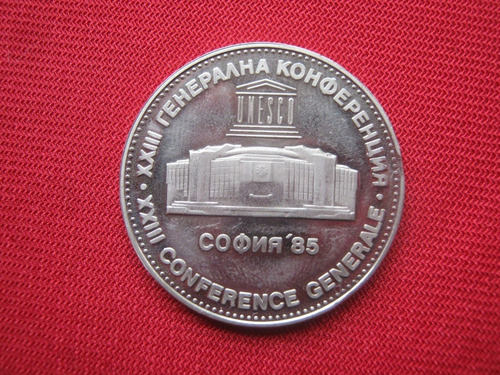 XXIII ГЕНЕРАЛНА КОНФЕРЕНЦИЯ
UNESCO
СОФИЯ '85
XXIII CONFERENCE GENERALE